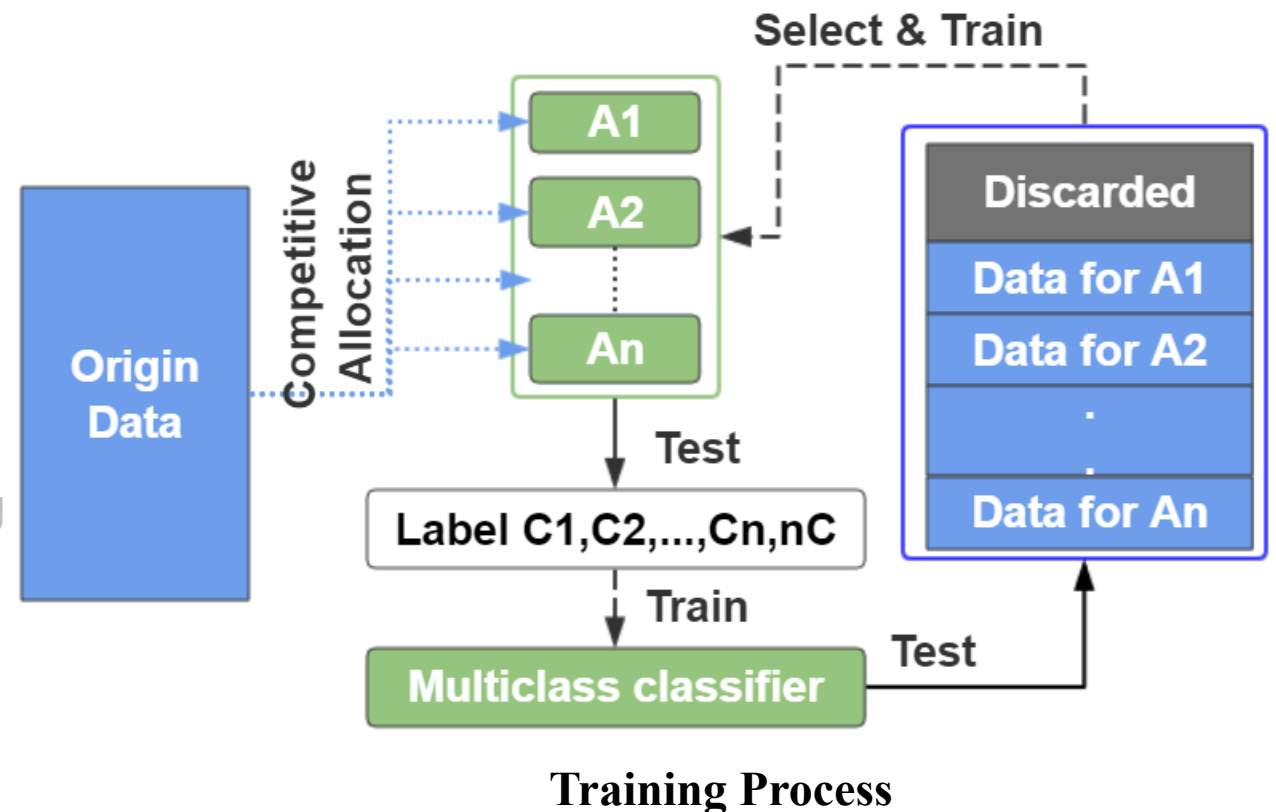 Select & Train
A1
Discarded
A2
Competitive
Allocation
Data for A1
Data for A2
Origin
Data
An
.
.
Test
Data for An
Label C1,C2,...,Cn,nC
Train
Test
Multiclass classifier
Training Process